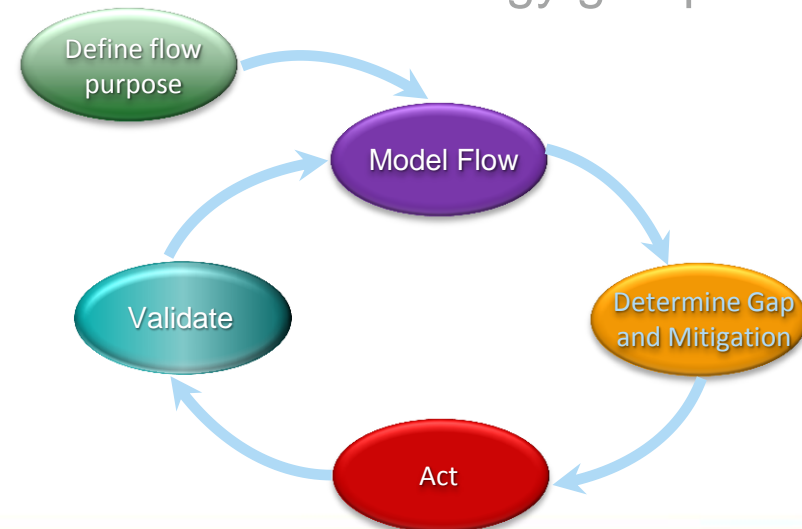 Define flow
purpose
Model Flow
Validate
Determine Gap
and Mitigation
Act